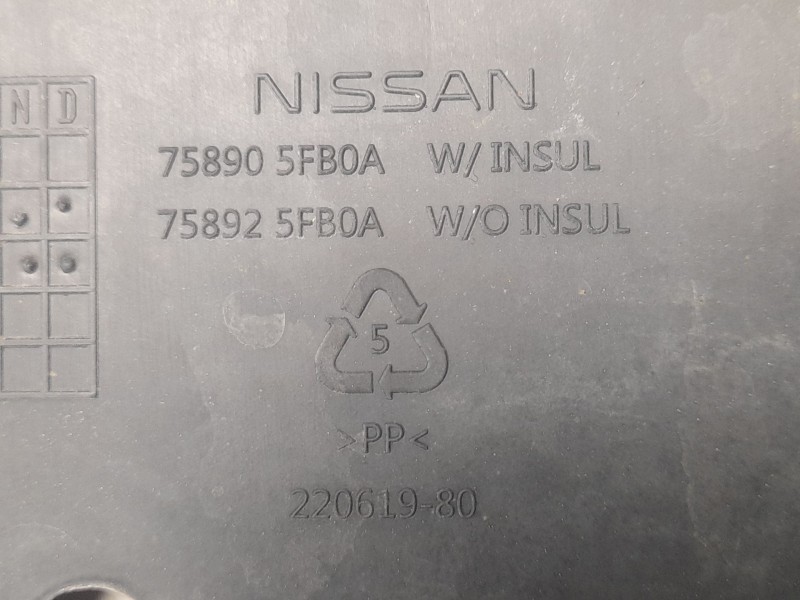 NISSAN
N D
75890 5FB0A W/ INSUL
75892 5FB0A W/O INSUL
5
>PP<
220619-80